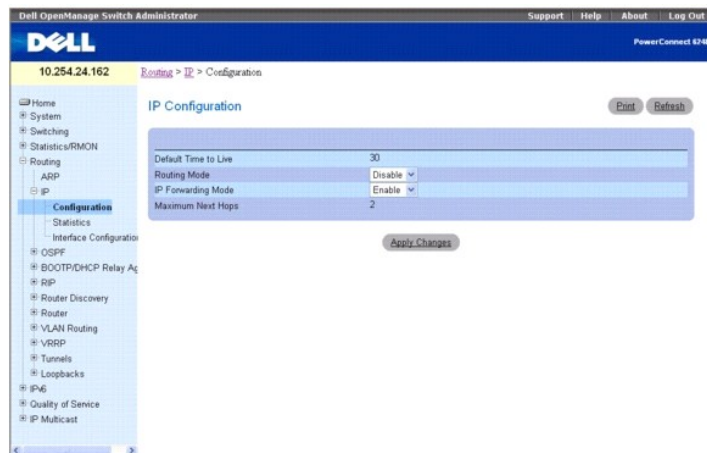 Dell OpenManage Switch Administrator
Support Help About Log Out
DELL
PowerConnect
10.254.24.162
Routing > IP > Configuration
Home
System
Switching
Statistics/RMON
Routing
ARP
IP
Configuration
Statistics
Interface Configuration
OSPF
BOOTP/DHCP Relay Ag
RIP
Router Discovery
Router
VLAN Routing
VRRP
Tunnels
Loopbacks
IPv6
Quality of Service
IP Multicast
IP Configuration
Print Refresh
Default Time to Live 30
Routing Mode Disable
IP Forwarding Mode Enable
Maximum Next Hops 2
Apply Changes